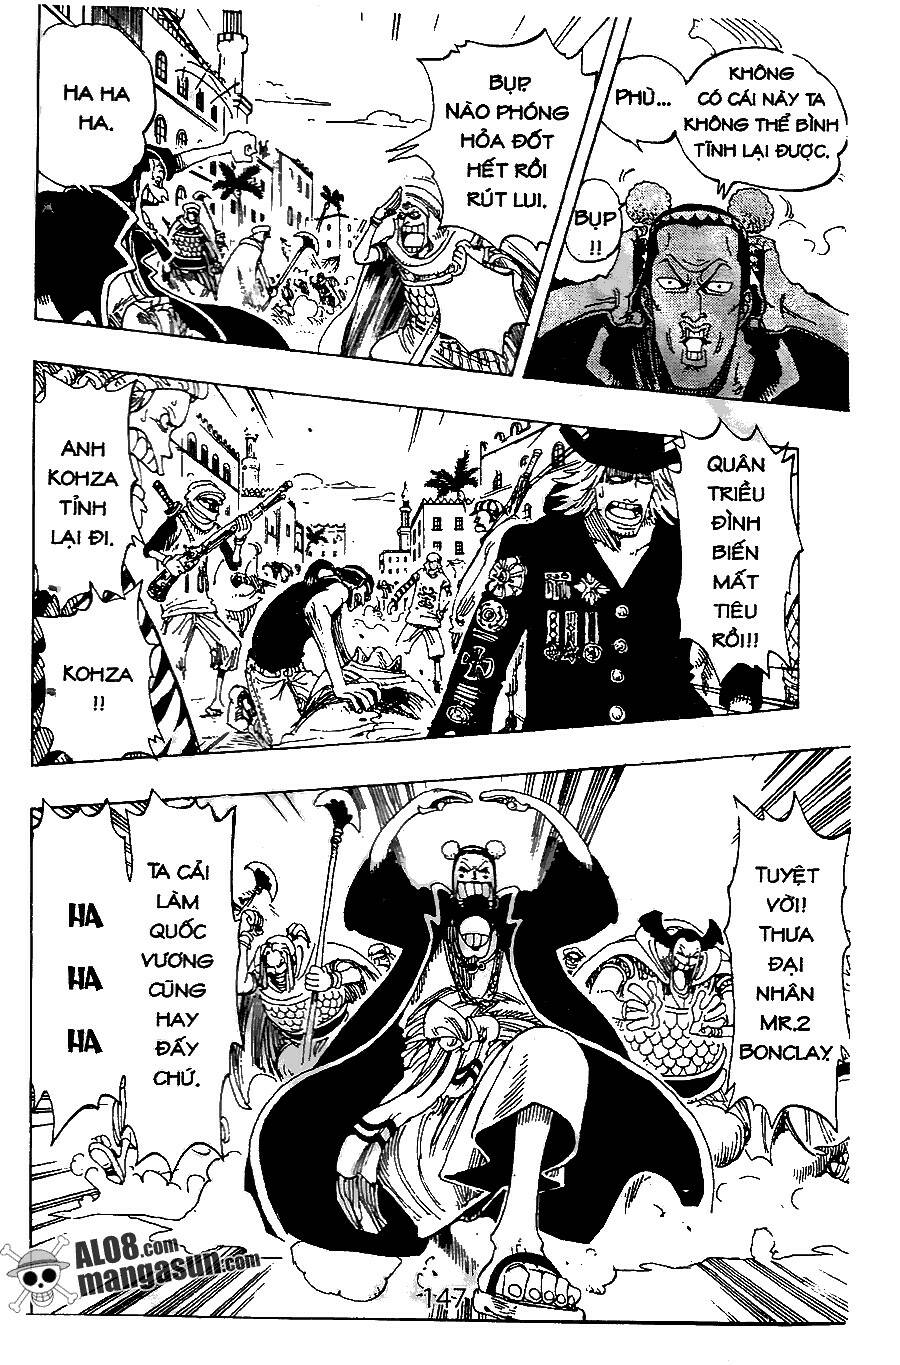 KHÔNG
CÓ CÁI NÀY TA
KHÔNG THỂ BÌNH
TĨNH LẠI ĐƯỢC.
PHÙ...
BỤP
!!
BỤP.
NÀO PHÓNG
HỎA ĐỐT
HẾT RỒI
RÚT LUI.
HA HA
HA.
QUÂN
TRIỀU
ĐÌNH
BIẾN
MẤT
TIÊU
RỒI!!
ANH
KOHZA
TỈNH
LẠI ĐI.
KOHZA
!!
TUYỆT
VỜI!
THƯA
ĐẠI
NHÂN
MR.2
BONCLAY
TA CẢI
LÀM
QUỐC
VƯƠNG
CŨNG
HAY
ĐẤY
CHỨ.
HA
HA
HA
147
AL08.com
mangasun.com